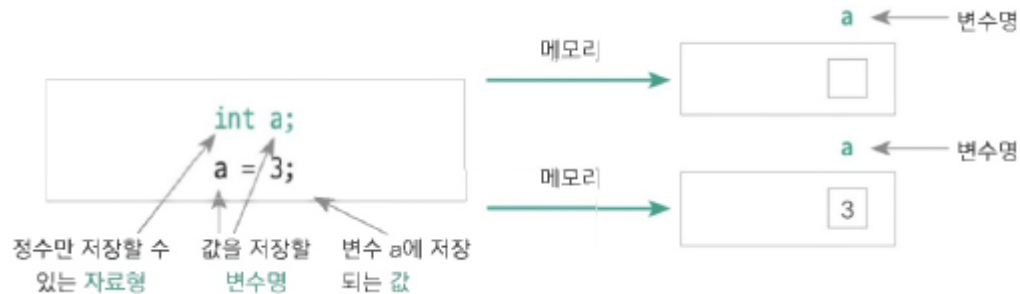 a 변수명
메모리
int a;
a = 3;
a 변수명
메모리
3
정수만 저장할 수
있는 자료형
값을 저장할
변수명
변수 a에 저장
되는 값